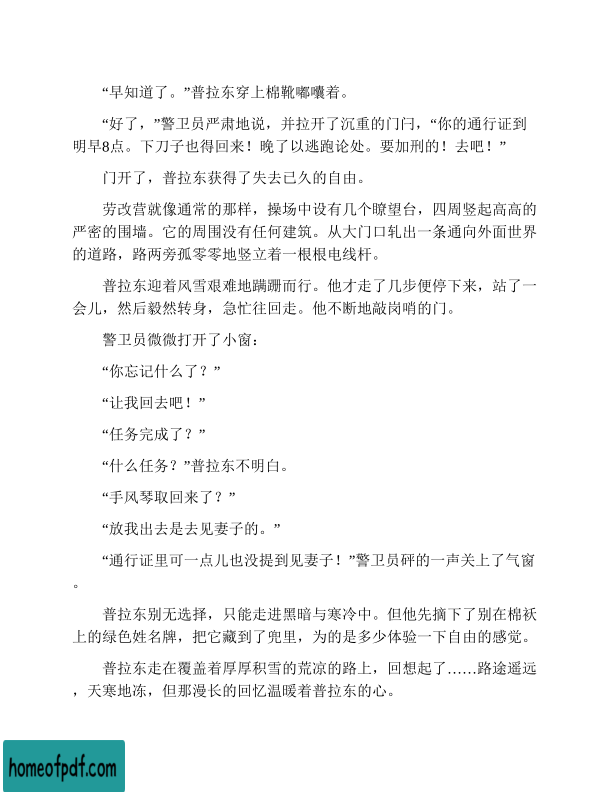 “早知道了。”普拉东穿上棉靴嘟囔着。
“好了，”警卫员严肃地说，并拉开了沉重的门闩，“你的通行证到
明早8点。下刀子也得回来！晚了以逃跑论处。要加刑的！去吧！”
门开了，普拉东获得了失去已久的自由。
劳改营就像通常的那样，操场中设有几个瞭望台，四周竖起高高的
严密的围墙。它的周围没有任何建筑。从大门口轧出一条通向外面世界
的道路，路两旁孤零零地竖立着一根根电线杆。
普拉东迎着风雪艰难地蹒跚而行。他才走了几步便停下来，站了一
会儿，然后毅然转身，急忙往回走。他不断地敲岗哨的门。
警卫员微微打开了小窗：
“你忘记什么了？”
“让我回去吧！”
“任务完成了？”
“什么任务？”普拉东不明白。
“手风琴取回来了？”
“放我出去是去见妻子的。”
“通行证里可一点儿也没提到见妻子！”警卫员砰的一声关上了气窗
。
普拉东别无选择，只能走进黑暗与寒冷中。但他先摘下了别在棉袄
上的绿色姓名牌，把它藏到了兜里，为的是多少体验一下自由的感觉。
普拉东走在覆盖着厚厚积雪的荒凉的路上，回想起了……路途遥远
，天寒地冻，但那漫长的回忆温暖着普拉东的心。
homeofpdf.com